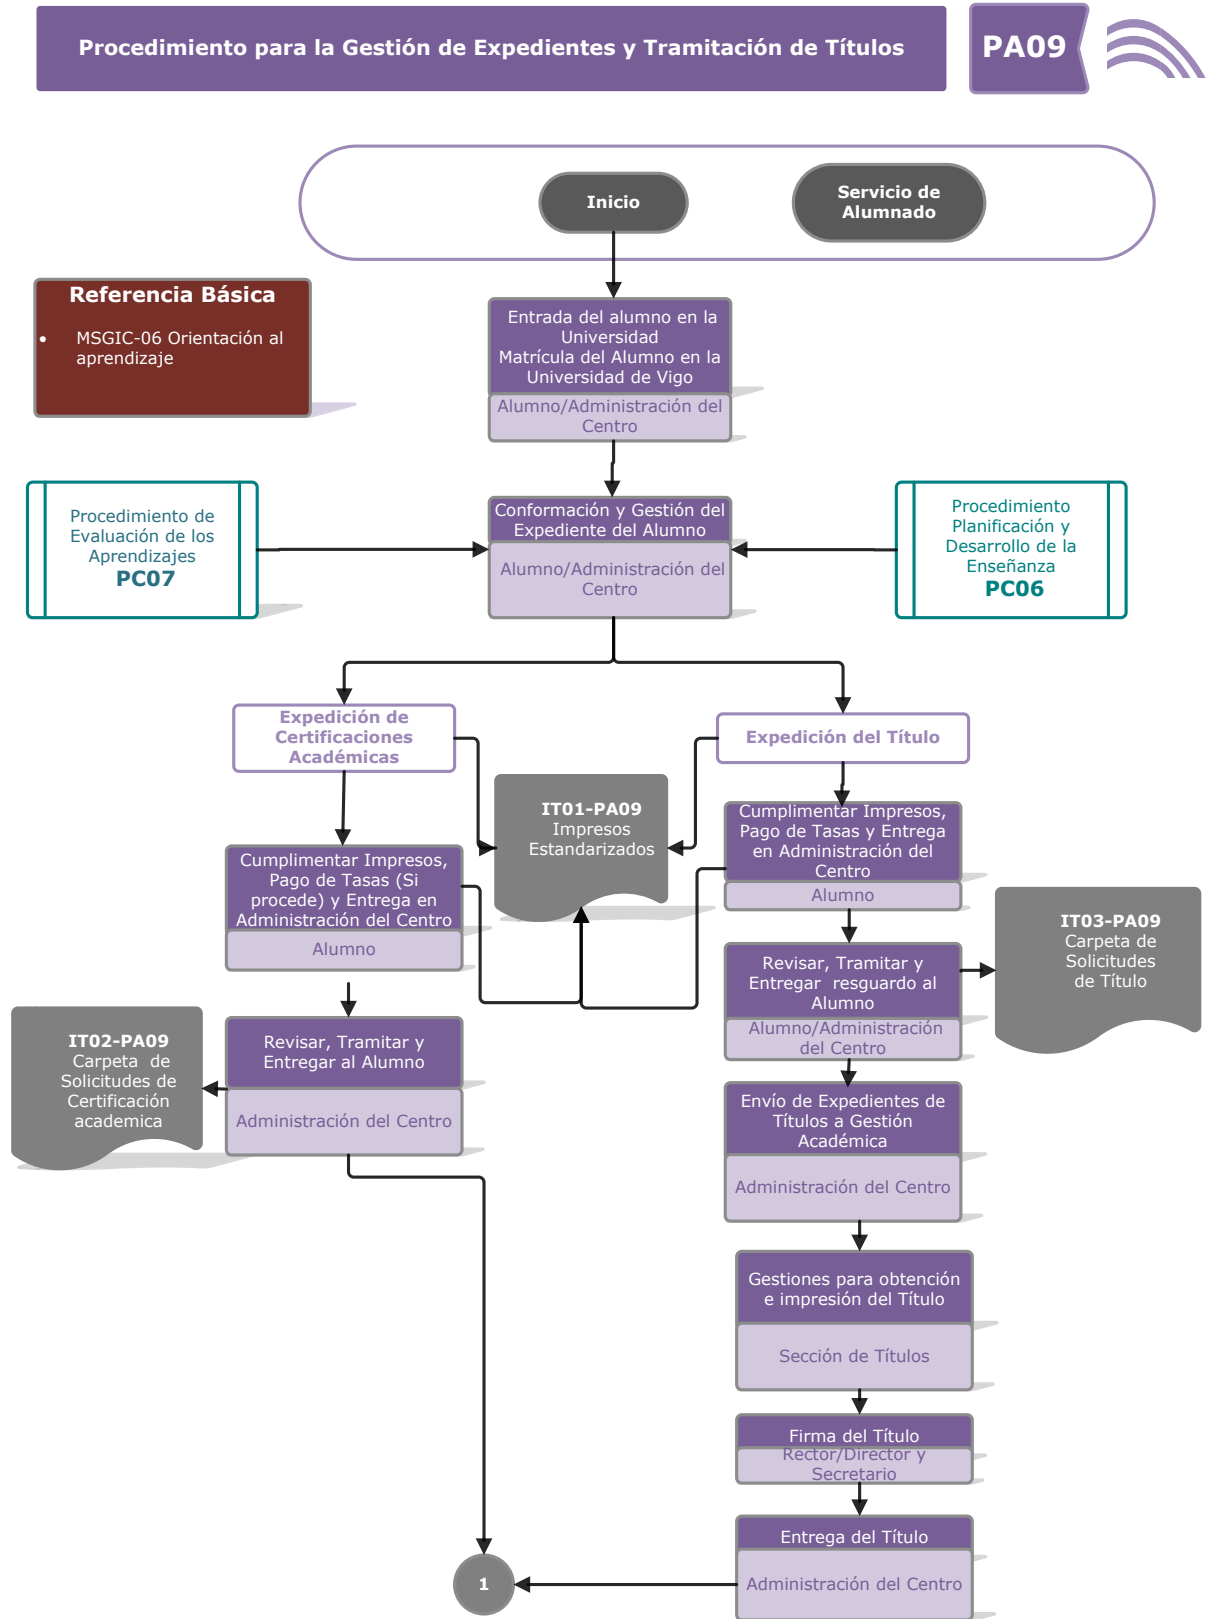 Procedimiento para la Gestión de Expedientes y Tramitación de Títulos
PA09
Inicio
Servicio de
Alumnado
Referencia Básica
• MSGIC-06 Orientación al
aprendizaje
Entrada del alumno en la
Universidad
Matrícula del Alumno en la
Universidad de Vigo
Alumno/Administración del
Centro
Procedimiento de
Evaluación de los
Aprendizajes
PC07
Conformación y Gestión del
Expediente del Alumno
Alumno/Administración del
Centro
Procedimiento
Planificación y
Desarrollo de la
Enseñanza
PC06
Expedición de
Certificaciones
Académicas
Expedición del Título
IT01-PA09
Impresos
Estandarizados
Cumplimentar Impresos,
Pago de Tasas y Entrega
en Administración del
Centro
Alumno
Cumplimentar Impresos,
Pago de Tasas (Si
procede) y Entrega en
Administración del Centro
Alumno
Revisar, Tramitar y
Entregar  resguardo al
Alumno
Alumno/Administración
del Centro
IT03-PA09
Carpeta de
Solicitudes
de Título
IT02-PA09
Carpeta  de
Solicitudes de
Certificación
academica
Revisar, Tramitar y
Entregar al Alumno
Administración del Centro
Envío de Expedientes de
Títulos a Gestión
Académica
Administración del Centro
Gestiones para obtención
e impresión del Título
Sección de Títulos
Firma del Título
Rector/Director y
Secretario
Entrega del Título
Administración del Centro
1